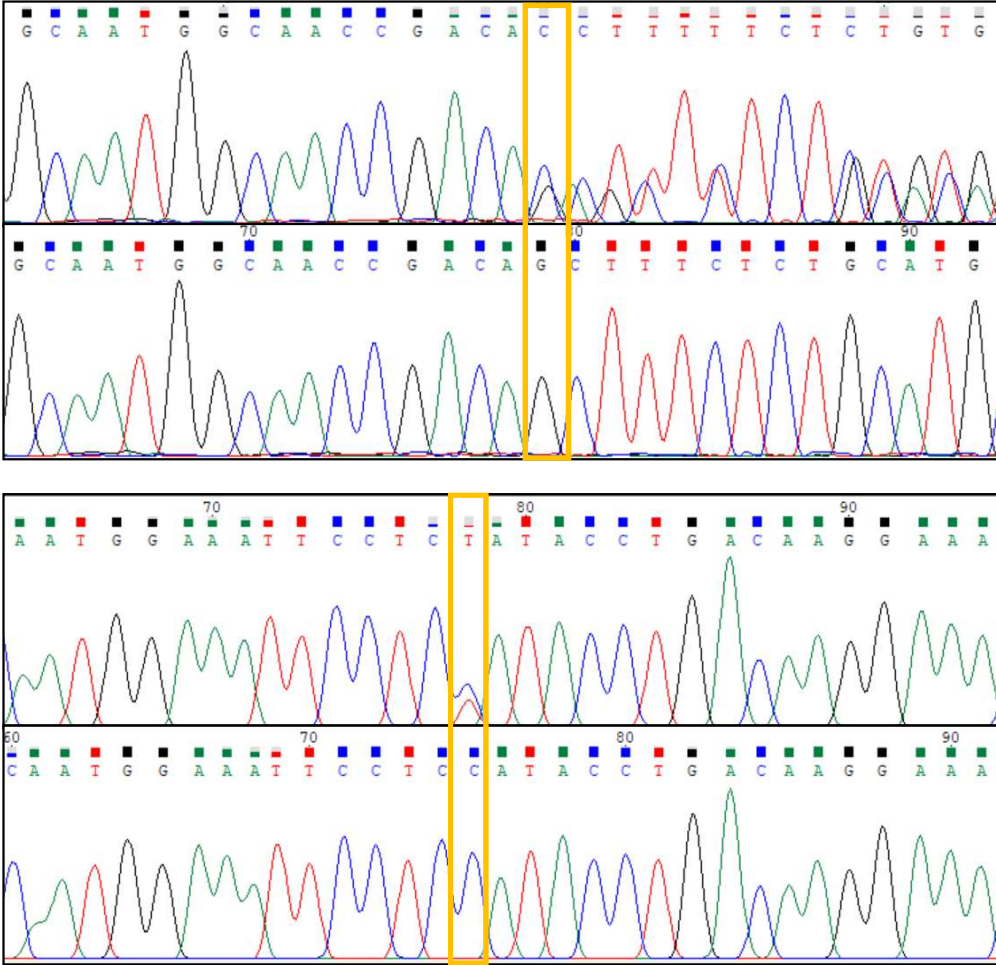 G C A A T G G C A A C C G A C A C C T T T T T C T C T G T G
70 90
G C A A T G G C A A C C G A C A G C T T T C T C T G C A T G
70 80 90
A A T G G A A A T T C C T C T A T A C C T G A C A A G G A A A
60 70 80 90
C A A T G G A A A T T C C T C C A T A C C T G A C A A G G A A A